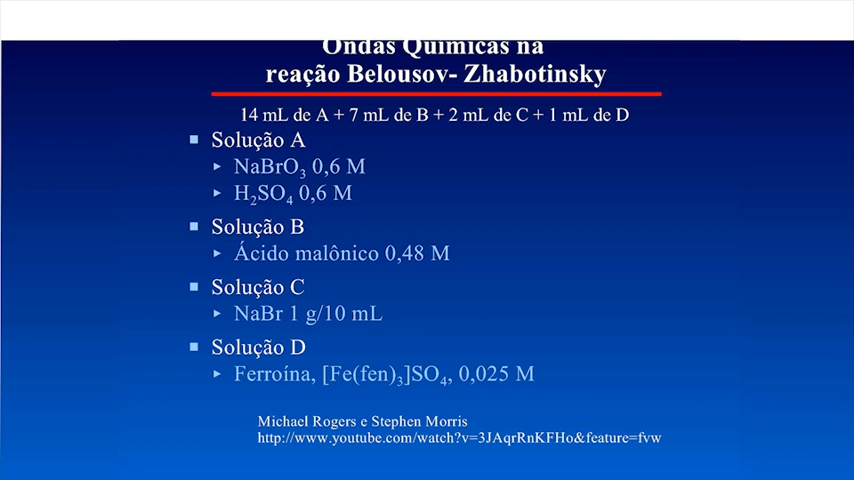 Ondas Químicas na
reação Belousov- Zhabotinsky
14 mL de A + 7 mL de B + 2 mL de C + 1 mL de D
Solução A
NaBrO₃ 0,6 M
H₂SO₄ 0,6 M
Solução B
Ácido malônico 0,48 M
Solução C
NaBr 1 g/10 mL
Solução D
Ferroína, [Fe(fen)₃]SO₄, 0,025 M
Michael Rogers e Stephen Morris
http://www.youtube.com/watch?v=3JAqrRnKFHo&feature=fvw